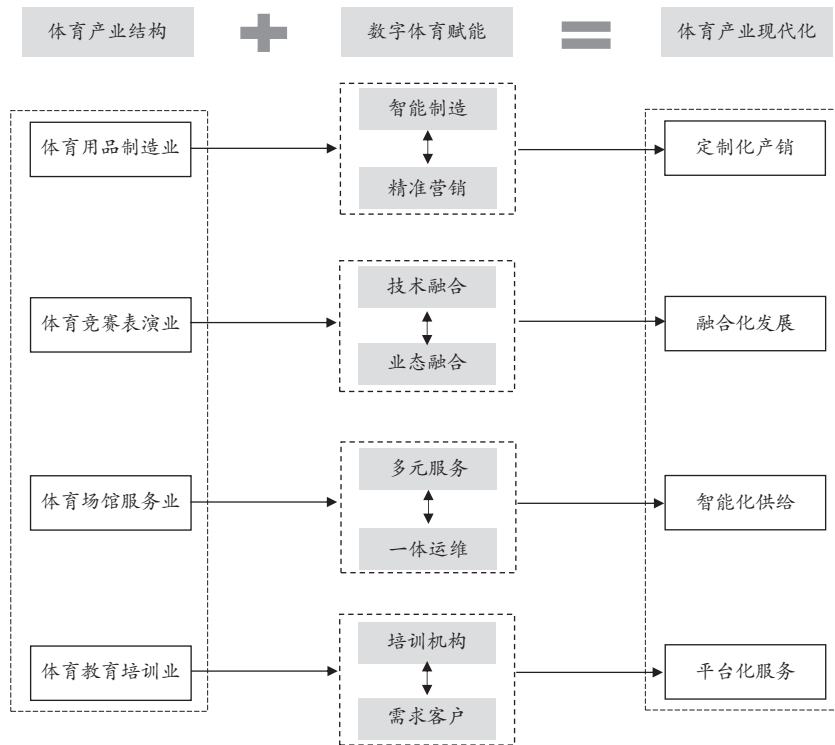 体育产业结构
数字体育赋能
体育产业现代化
体育用品制造业
智能制造
精准营销
定制化产销
体育竞赛表演业
技术融合
业态融合
融合化发展
体育场馆服务业
多元服务
一体运维
智能化供给
体育教育培训业
培训机构
需求客户
平台化服务